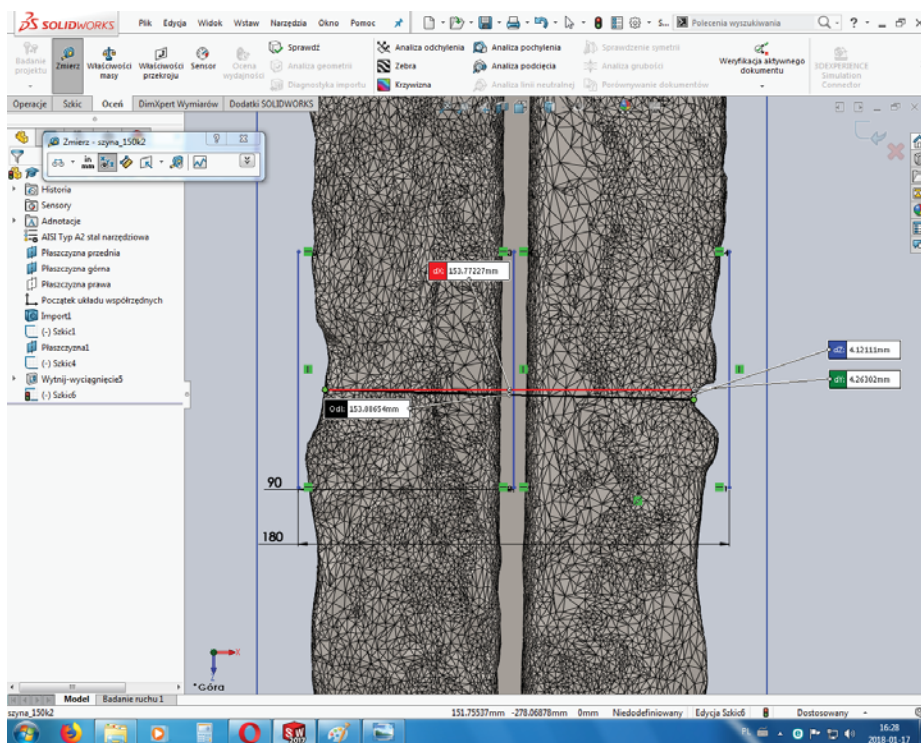 SOLIDWORKS
Plik Edycja Widok Wstaw Narzędzia Okno Pomoc
S...
Polecenia wyszukiwania
Badanie projektu
Zmierz
Właściwości masy
Właściwości przekroju
Sensor
Ocena wydajności
Sprawdź
Analiza geometrii
Diagnostyka importu
Analiza odchylenia
Zebra
Krzywizna
Analiza pochylenia
Analiza podcięcia
Analiza linii neutralnej
Sprawdzenie symetrii
Analiza grubości
Porównywanie dokumentów
Weryfikacja aktywnego dokumentu
3DEXPERIENCE Simulation Connector
Operacje Szkic Oceń DimXpert Wymiarów Dodatki SOLIDWORKS
Zmierz - szyna_150k2
in mm
Historia
Sensory
Adnotacje
AISI Typ A2 stal narzędziowa
Płaszczyzna przednia
Płaszczyzna górna
Płaszczyzna prawa
Początek układu współrzędnych
Import1
(-) Szkic1
Płaszczyzna1
(-) Szkic4
Wytnij-wyciągnięcie5
(-) Szkic6
dX: 153.77227mm
dZ: 4.12111mm
dY: 4.26302mm
Odl: 153.88654mm
90
180
X
Z
*Góra
Model Badanie ruchu 1
szyna_150k2
151.75537mm -278.06878mm 0mm Niedodefiniowany Edycja Szkic6 Dostosowany
SW 2017
PL
16:28
2018-01-17